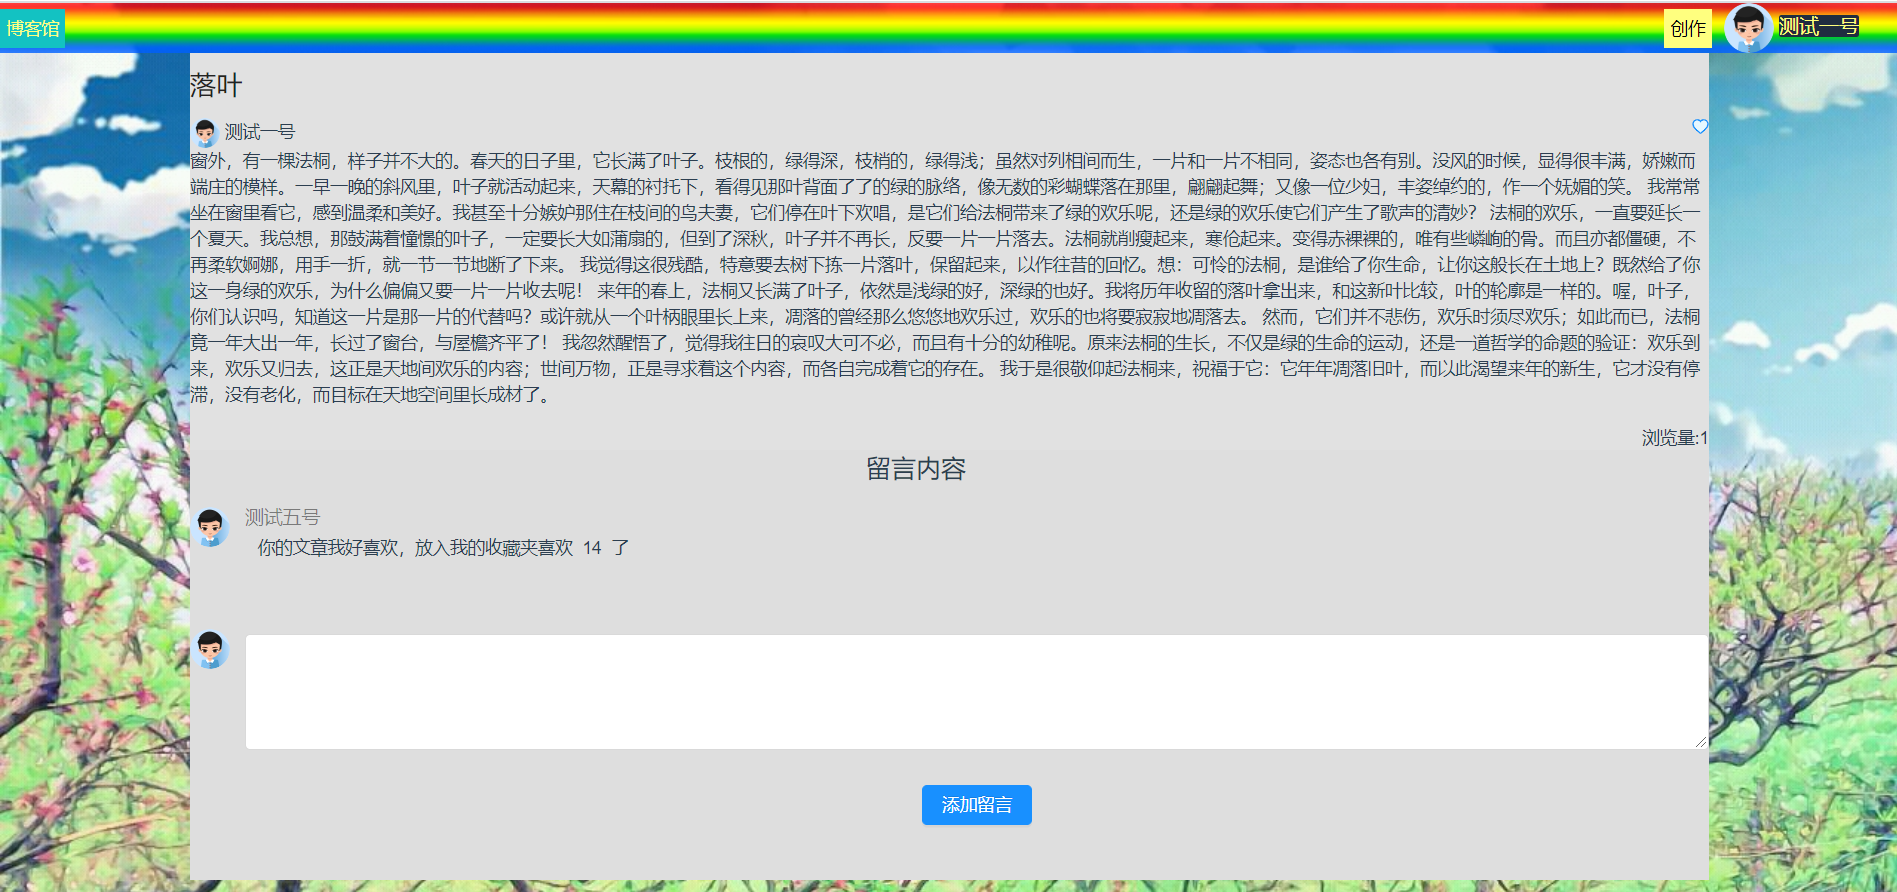 博客馆
创作
测试一号
落叶
测试一号
窗外，有一棵法桐，样子并不大的。春天的日子里，它长满了叶子。枝根的，绿得深，枝梢的，绿得浅；虽然对列相间而生，一片和一片不相同，姿态也各有别。没风的时候，显得很丰满，娇嫩而
端庄的模样。一早一晚的斜风里，叶子就活动起来，天幕的衬托下，看得见那叶背面了了的绿的脉络，像无数的彩蝴蝶落在那里，翩翩起舞；又像一位少妇，丰姿绰约的，作一个妩媚的笑。 我常常
坐在窗里看它，感到温柔和美好。我甚至十分嫉妒那住在枝间的鸟夫妻，它们停在叶下欢唱，是它们给法桐带来了绿的欢乐呢，还是绿的欢乐使它们产生了歌声的清妙？ 法桐的欢乐，一直要延长一
个夏天。我总想，那鼓满着憧憬的叶子，一定要长大如蒲扇的，但到了深秋，叶子并不再长，反要一片一片落去。法桐就削瘦起来，寒伧起来。变得赤裸裸的，唯有些嶙峋的骨。而且亦都僵硬，不
再柔软婀娜，用手一折，就一节一节地断了下来。 我觉得这很残酷，特意要去树下拣一片落叶，保留起来，以作往昔的回忆。想：可怜的法桐，是谁给了你生命，让你这般长在土地上？既然给了你
这一身绿的欢乐，为什么偏偏又要一片一片收去呢！ 来年的春上，法桐又长满了叶子，依然是浅绿的好，深绿的也好。我将历年收留的落叶拿出来，和这新叶比较，叶的轮廓是一样的。喔，叶子，
你们认识吗，知道这一片是那一片的代替吗？或许就从一个叶柄眼里长上来，凋落的曾经那么悠悠地欢乐过，欢乐的也将要寂寂地凋落去。 然而，它们并不悲伤，欢乐时须尽欢乐；如此而已，法桐
竟一年大出一年，长过了窗台，与屋檐齐平了！ 我忽然醒悟了，觉得我往日的哀叹大可不必，而且有十分的幼稚呢。原来法桐的生长，不仅是绿的生命的运动，还是一道哲学的命题的验证：欢乐到
来，欢乐又归去，这正是天地间欢乐的内容；世间万物，正是寻求着这个内容，而各自完成着它的存在。 我于是很敬仰起法桐来，祝福于它：它年年凋落旧叶，而以此渴望来年的新生，它才没有停
滞，没有老化，而目标在天地空间里长成材了。
浏览量:1
留言内容
测试五号
你的文章我好喜欢，放入我的收藏夹喜欢 14 了
添加留言